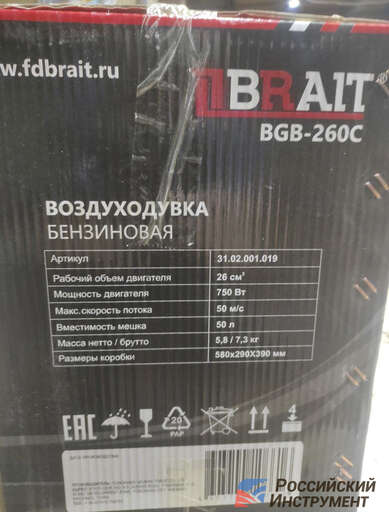 w.fdbrait.ru
BRAIT®
BGB-260C
ВОЗДУХОДУВКА
БЕНЗИНОВАЯ
Артикул 31.02.001.019
Рабочий объем двигателя 26 см³
Мощность двигателя 750 Вт
Макс.скорость потока 50 м/с
Вместимость мешка 50 л
Масса нетто / брутто 5,8 / 7,3 кг
Размеры коробки 580x290X390 мм
EAC
20
PAP
4
Российский
Инструмент